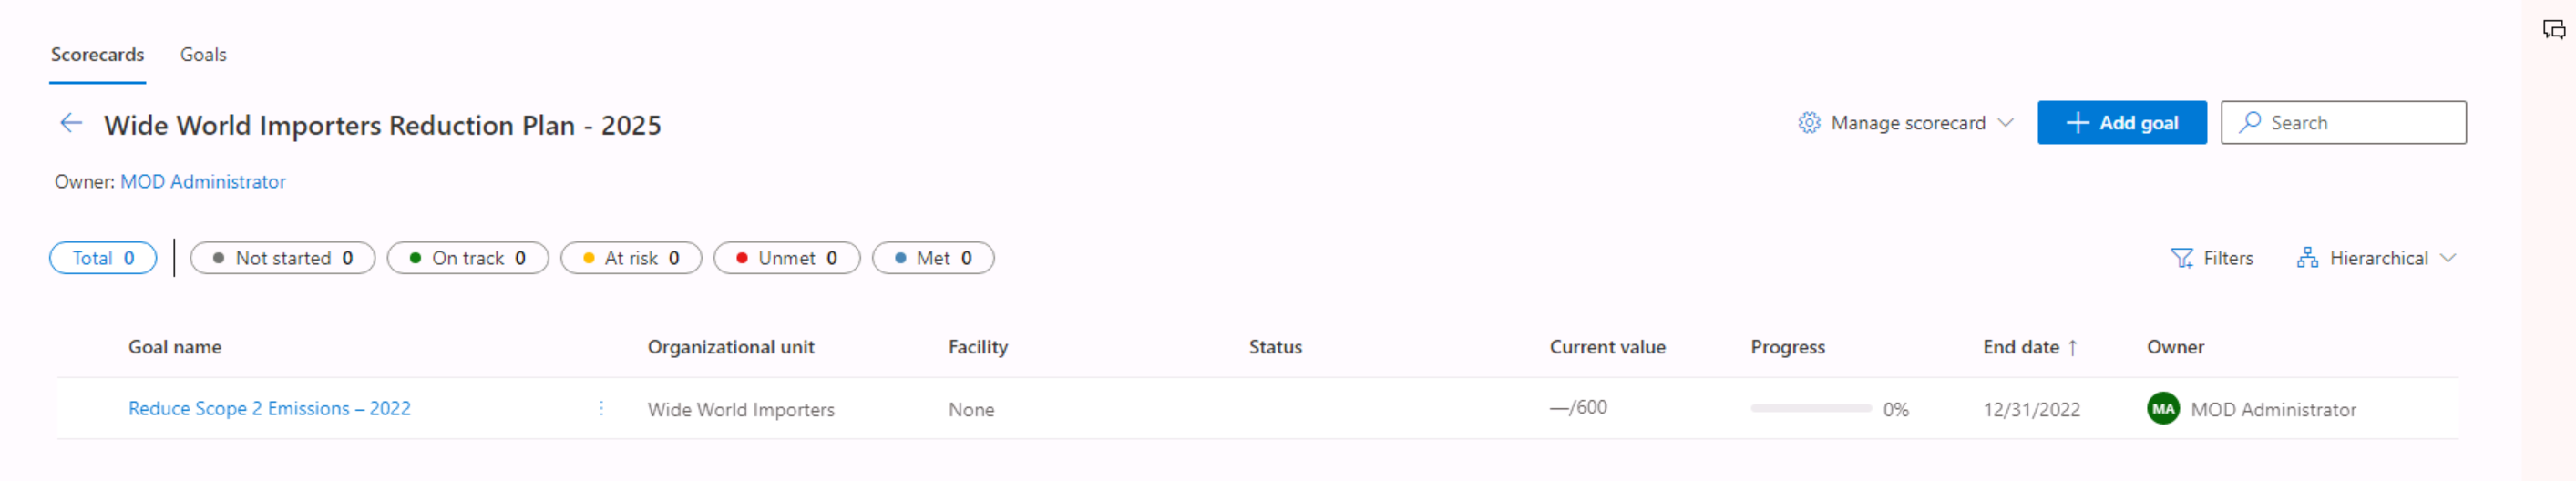 Scorecards Goals
Wide World Importers Reduction Plan - 2025
Manage scorecard Add goal Search
Owner: MOD Administrator
Total 0 Not started 0 On track 0 At risk 0 Unmet 0 Met 0 Filters Hierarchical
Goal name Organizational unit Facility Status Current value Progress End date ↑ Owner
Reduce Scope 2 Emissions – 2022 Wide World Importers None —/600 0% 12/31/2022 MA MOD Administrator